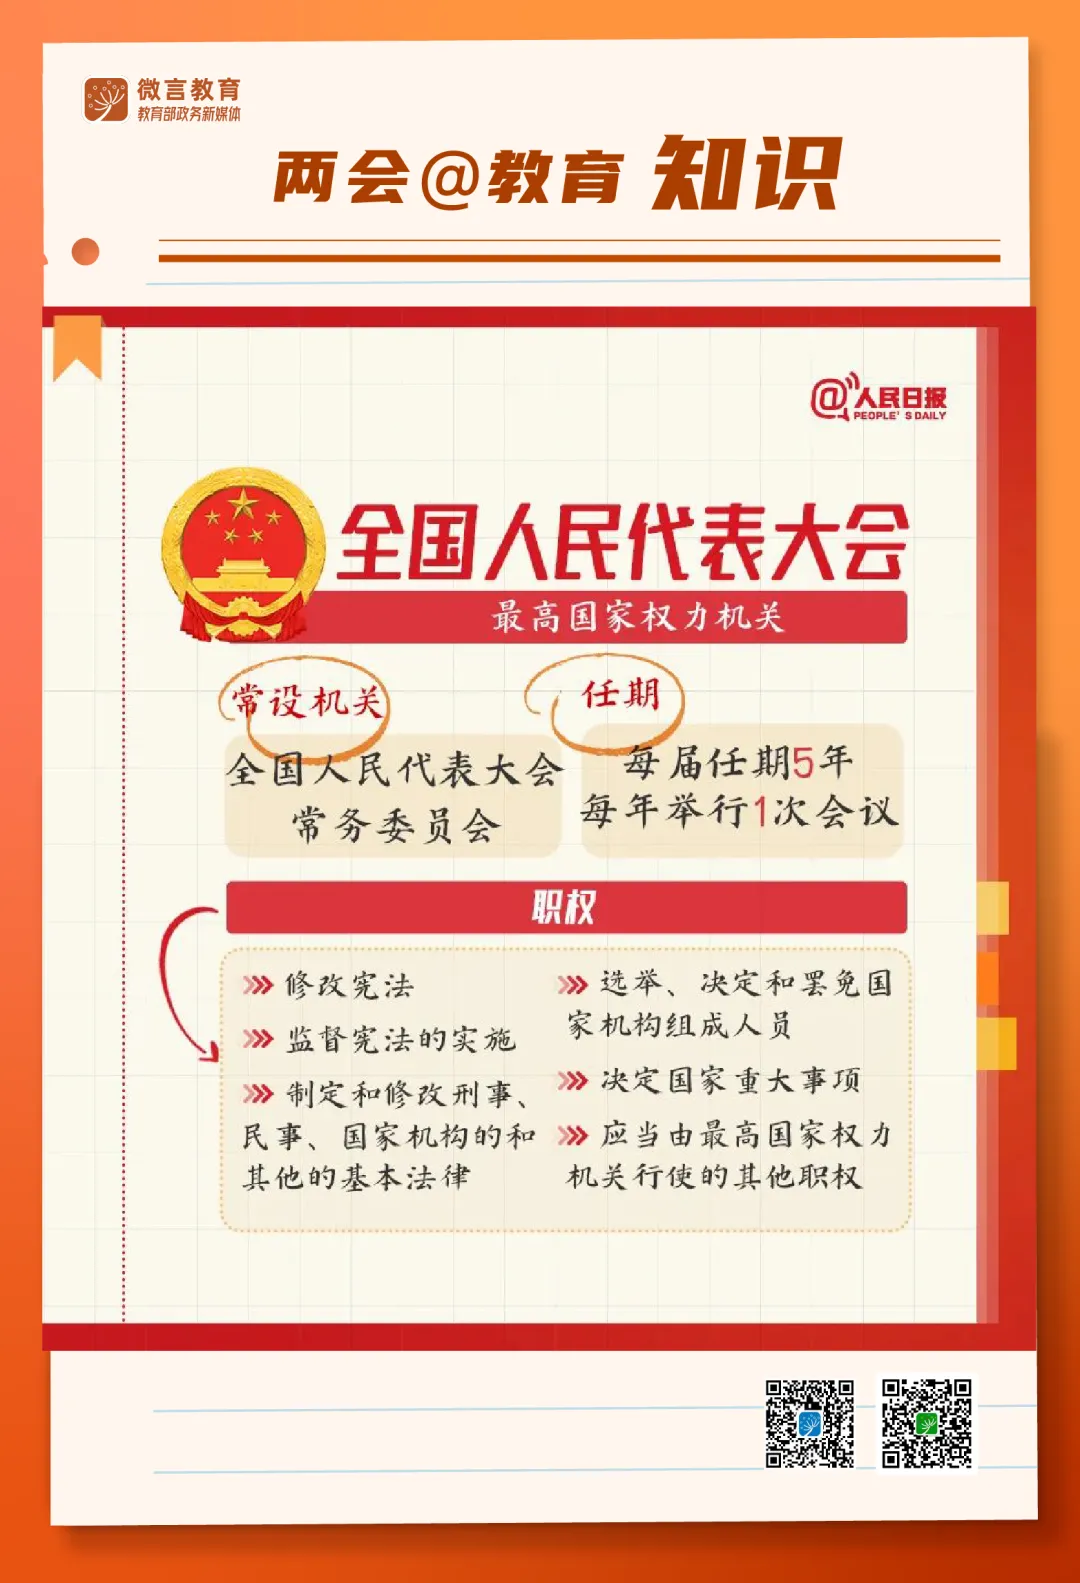 微言教育
教育部政务新媒体
两会@教育 知识
@人民日报
PEOPLE'S DAILY
全国人民代表大会
最高国家权力机关
常设机关
全国人民代表大会
常务委员会
任期
每届任期5年
每年举行1次会议
职权
修改宪法
监督宪法的实施
制定和修改刑事、
民事、国家机构的和
其他的基本法律
选举、决定和罢免国
家机构组成人员
决定国家重大事项
应当由最高国家权力
机关行使的其他职权